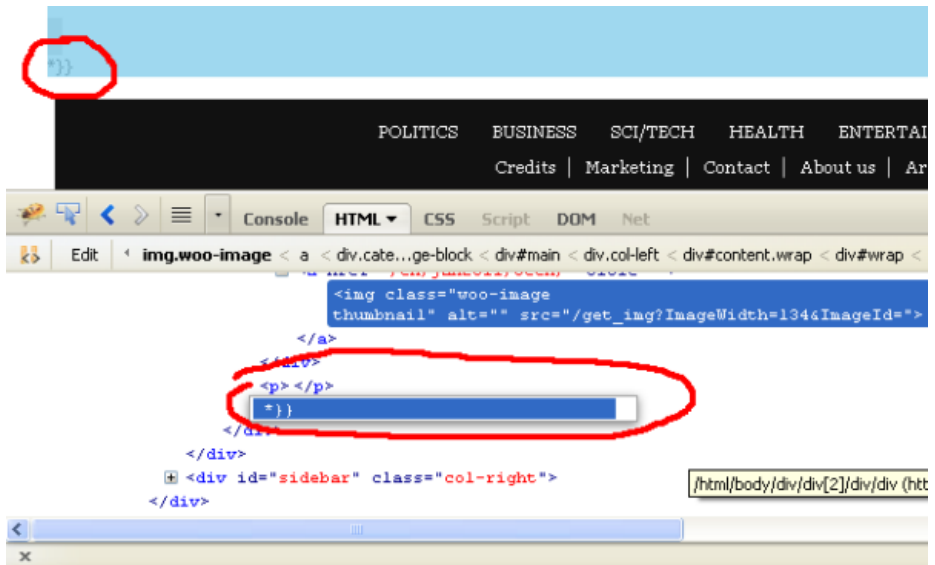 *}}
POLITICS BUSINESS SCI/TECH HEALTH ENTERTAI
Credits | Marketing | Contact | About us | Ar
Console HTML CSS Script DOM Net
Edit img.woo-image < a < div.cate...ge-block < div#main < div.col-left < div#content.wrap < div#wrap <
<img class="woo-image
thumbnail" alt="" src="/get_img?ImageWidth=134&ImageId=">
</a>
</div>
<p> </p>
*}}
</div>
</div>
<div id="sidebar" class="col-right">
/html/body/div/div[2]/div/div (htt
</div>